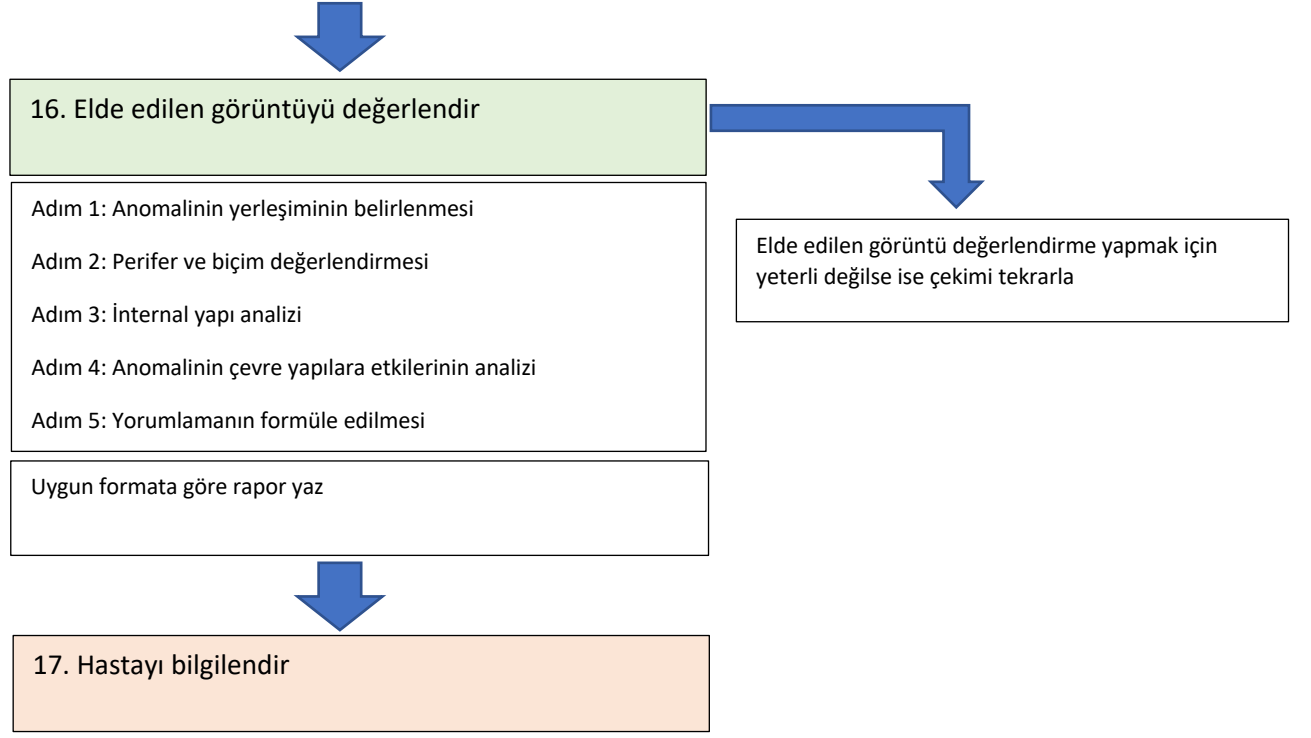 16. Elde edilen görüntüyü değerlendir
Adım 1: Anomalinin yerleşiminin belirlenmesi
Adım 2: Perifer ve biçim değerlendirmesi
Adım 3: İnternal yapı analizi
Adım 4: Anomalinin çevre yapılara etkilerinin analizi
Adım 5: Yorumlamanın formüle edilmesi
Uygun formata göre rapor yaz
Elde edilen görüntü değerlendirme yapmak için
yeterli değilse ise çekimi tekrarla
17. Hastayı bilgilendir